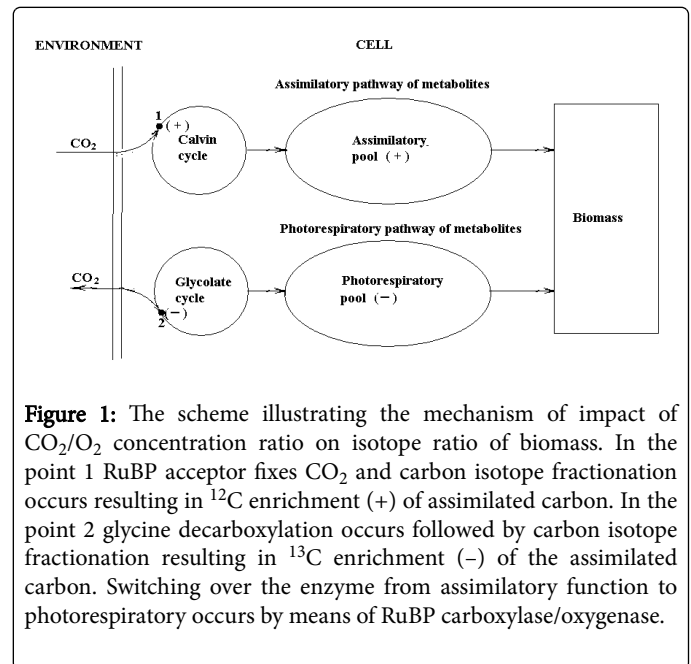 ENVIRONMENT CELL
Assimilatory pathway of metabolites
1
(+)
CO2
Calvin
cycle
Assimilatory
pool (+)
Biomass
Photorespiratory pathway of metabolites
CO2
Glycolate
cycle
Photorespiratory
pool (−)
(−)
2
Figure 1: The scheme illustrating the mechanism of impact of
CO₂/O₂ concentration ratio on isotope ratio of biomass. In the
point 1 RuBP acceptor fixes CO₂ and carbon isotope fractionation
occurs resulting in ¹²C enrichment (+) of assimilated carbon. In the
point 2 glycine decarboxylation occurs followed by carbon isotope
fractionation resulting in ¹³C enrichment (–) of the assimilated
carbon. Switching over the enzyme from assimilatory function to
photorespiratory occurs by means of RuBP carboxylase/oxygenase.